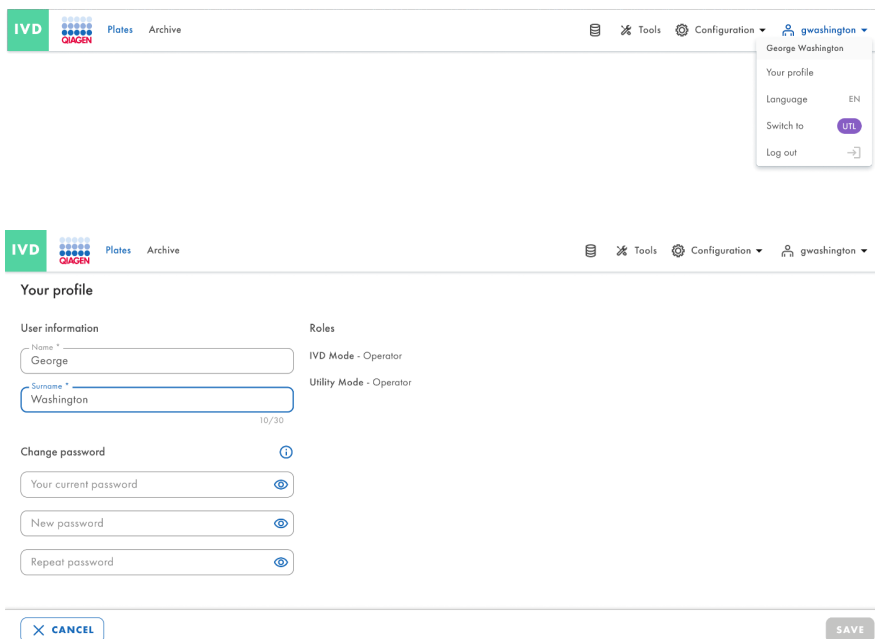 IVD QIAGEN Plates Archive Tools Configuration gwashington
George Washington
Your profile
Language EN
Switch to UTL
Log out
IVD QIAGEN Plates Archive Tools Configuration gwashington
Your profile
User information
Name *
George
Surname *
Washington
10/30
Change password
Your current password
New password
Repeat password
Roles
IVD Mode - Operator
Utility Mode - Operator
CANCEL
SAVE